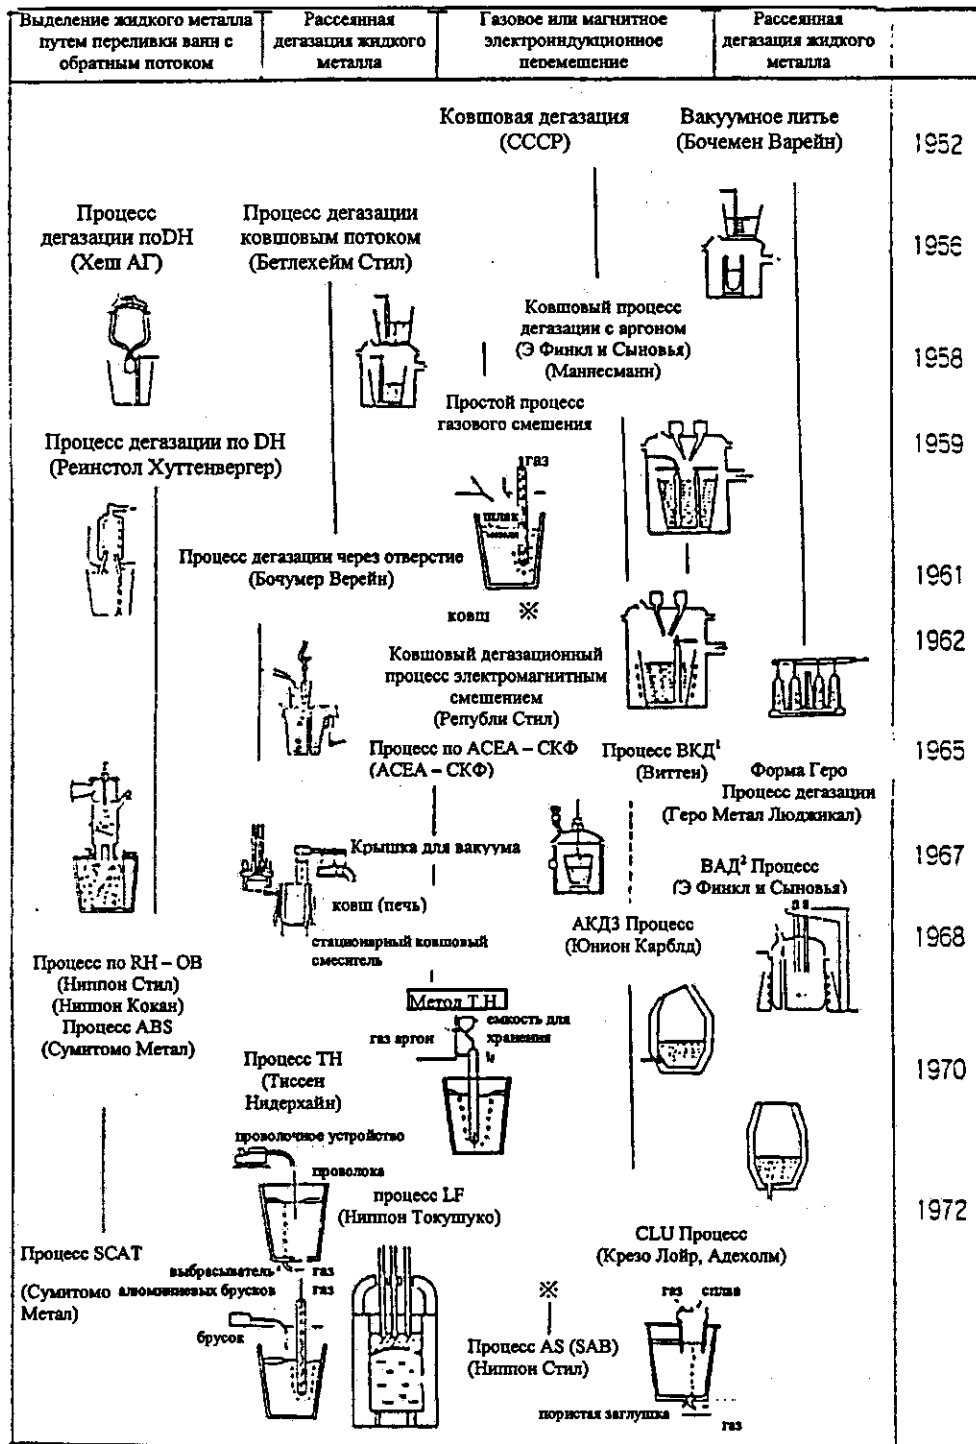 Выделение жидкого металла
путем переливки ванн с
обратным потоком
Рассеянная
дегазация жидкого
металла
Газовое или магнитное
электроиндукционное
перемешение
Рассеянная
дегазация жидкого
металла
Ковшовая дегазация
(СССР)
Вакуумное литье
(Бочемен Варейн)
1952
Процесс
дегазации поDH
(Хеш АГ)
Процесс дегазации
ковшовым потоком
(Бетлехейм Стил)
1956
Ковшовый процесс
дегазации с аргоном
(Э Финкл и Сыновья)
(Маннесманн)
1958
Простой процесс
газового смешения
Процесс дегазации по DH
(Реинстол Хуттенвергер)
1959
газ
шлак
Процесс дегазации через отверстие
(Бочумер Верейн)
1961
ковш ※
1962
Ковшовый дегазационный
процесс электромагнитным
смешением
(Републи Стил)
Процесс по АСЕА – СКФ
(АСЕА – СКФ)
Процесс ВКД¹
(Виттен)
1965
Форма Геро
Процесс дегазации
(Геро Метал Люджикал)
Крышка для вакуума
1967
ВАД² Процесс
(Э Финкл и Сыновья)
ковш (печь)
АКД3 Процесс
(Юнион Карблд)
1968
стационарный ковшовый
смеситель
Процесс по RH – OB
(Ниппон Стил)
(Ниппон Кокан)
Процесс ABS
(Сумитомо Метал)
Метол Т.Н.
газ аргон
емкость для
хранения
Процесс TH
(Тиссен
Нидерхайн)
1970
проволочное устройство
проволока
процесс LF
(Ниппон Токушуко)
1972
CLU Процесс
(Крезо Лойр, Адехолм)
Процесс SCAT
(Сумитомо
Метал)
выбрасыватель
алюминиевых брусков
газ
газ
брусок
※
Процесс AS (SAB)
(Ниппон Стил)
газ сплав
пористая заглушка
газ